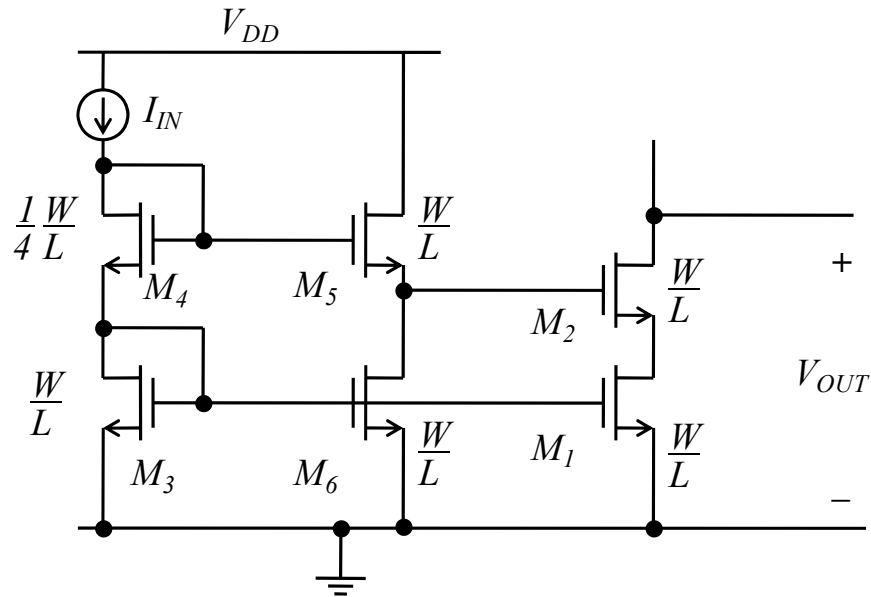 V_DD
I_IN
1/4 W/L
M_4
M_5
W/L
M_2
W/L
+
V_OUT
W/L
M_3
M_6
W/L
M_1
W/L
−